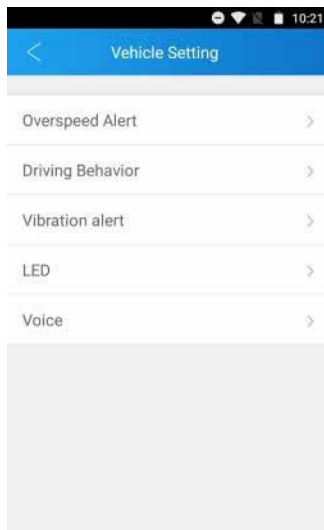 10:21
Vehicle Setting
Overspeed Alert
Driving Behavior
Vibration alert
LED
Voice